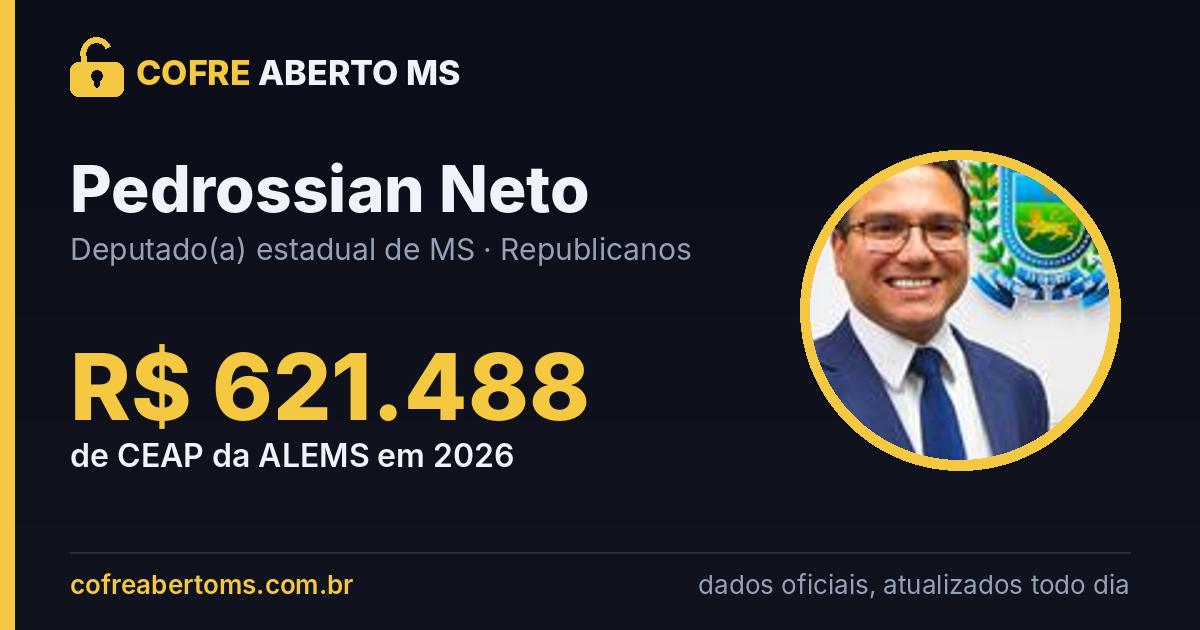 COFRE ABERTO MS
Pedrossian Neto
Deputado(a) estadual de MS · Republicanos
R$ 621.488
de CEAP da ALEMS em 2026
cofreabertoms.com.br
dados oficiais, atualizados todo dia